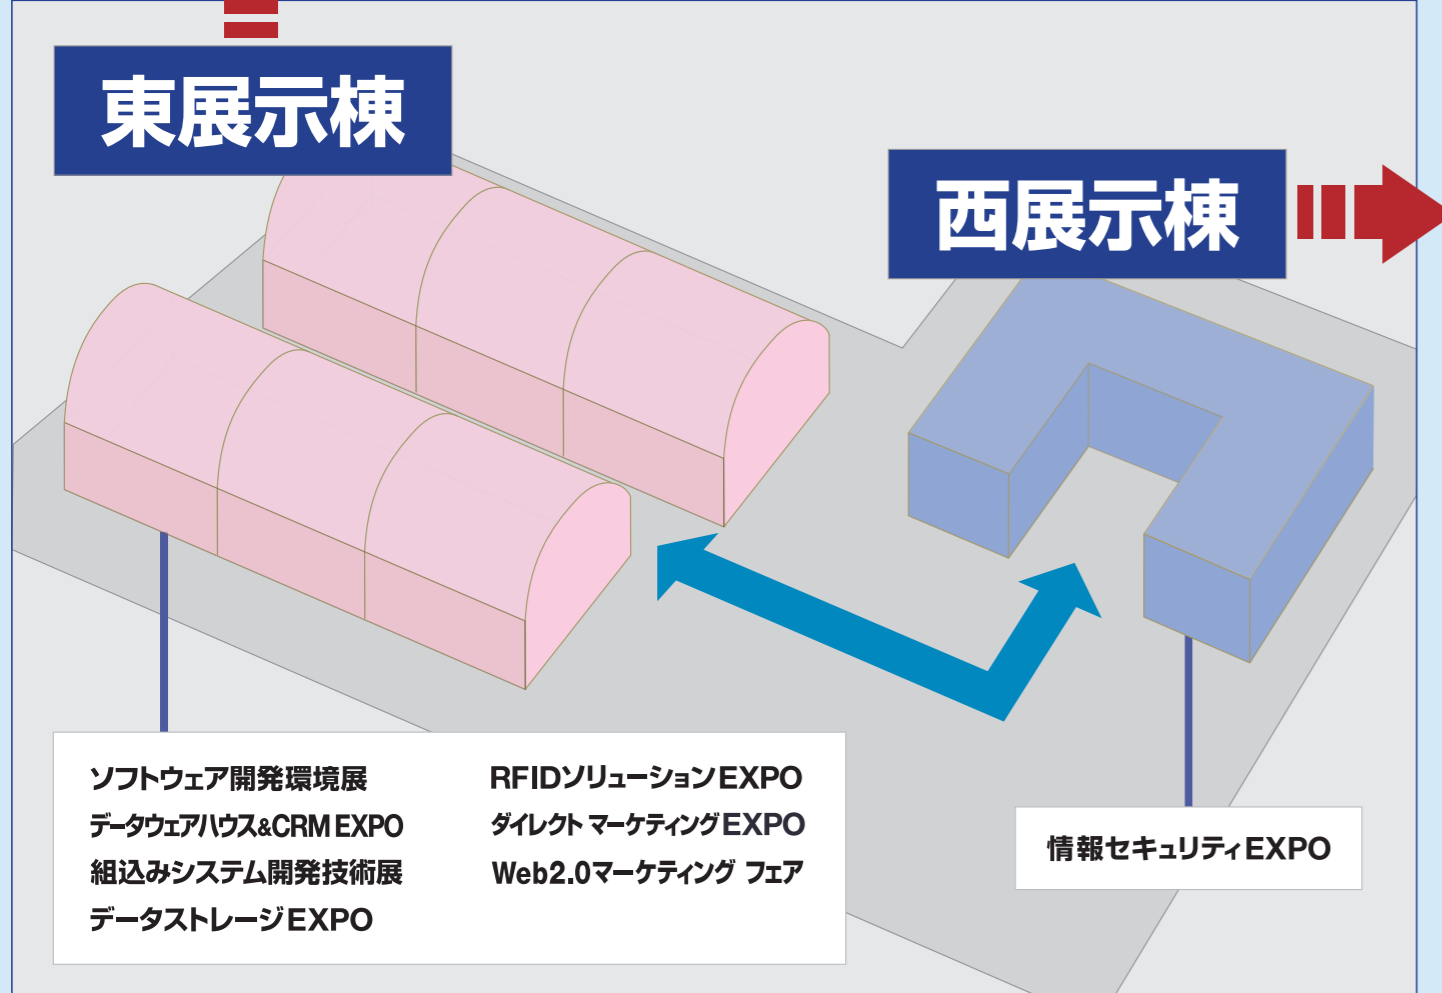 東展示棟
西展示棟
ソフトウェア開発環境展
データウェアハウス&CRM EXPO
組込みシステム開発技術展
データストレージEXPO
RFIDソリューションEXPO
ダイレクト マーケティングEXPO
Web2.0マーケティング フェア
情報セキュリティEXPO